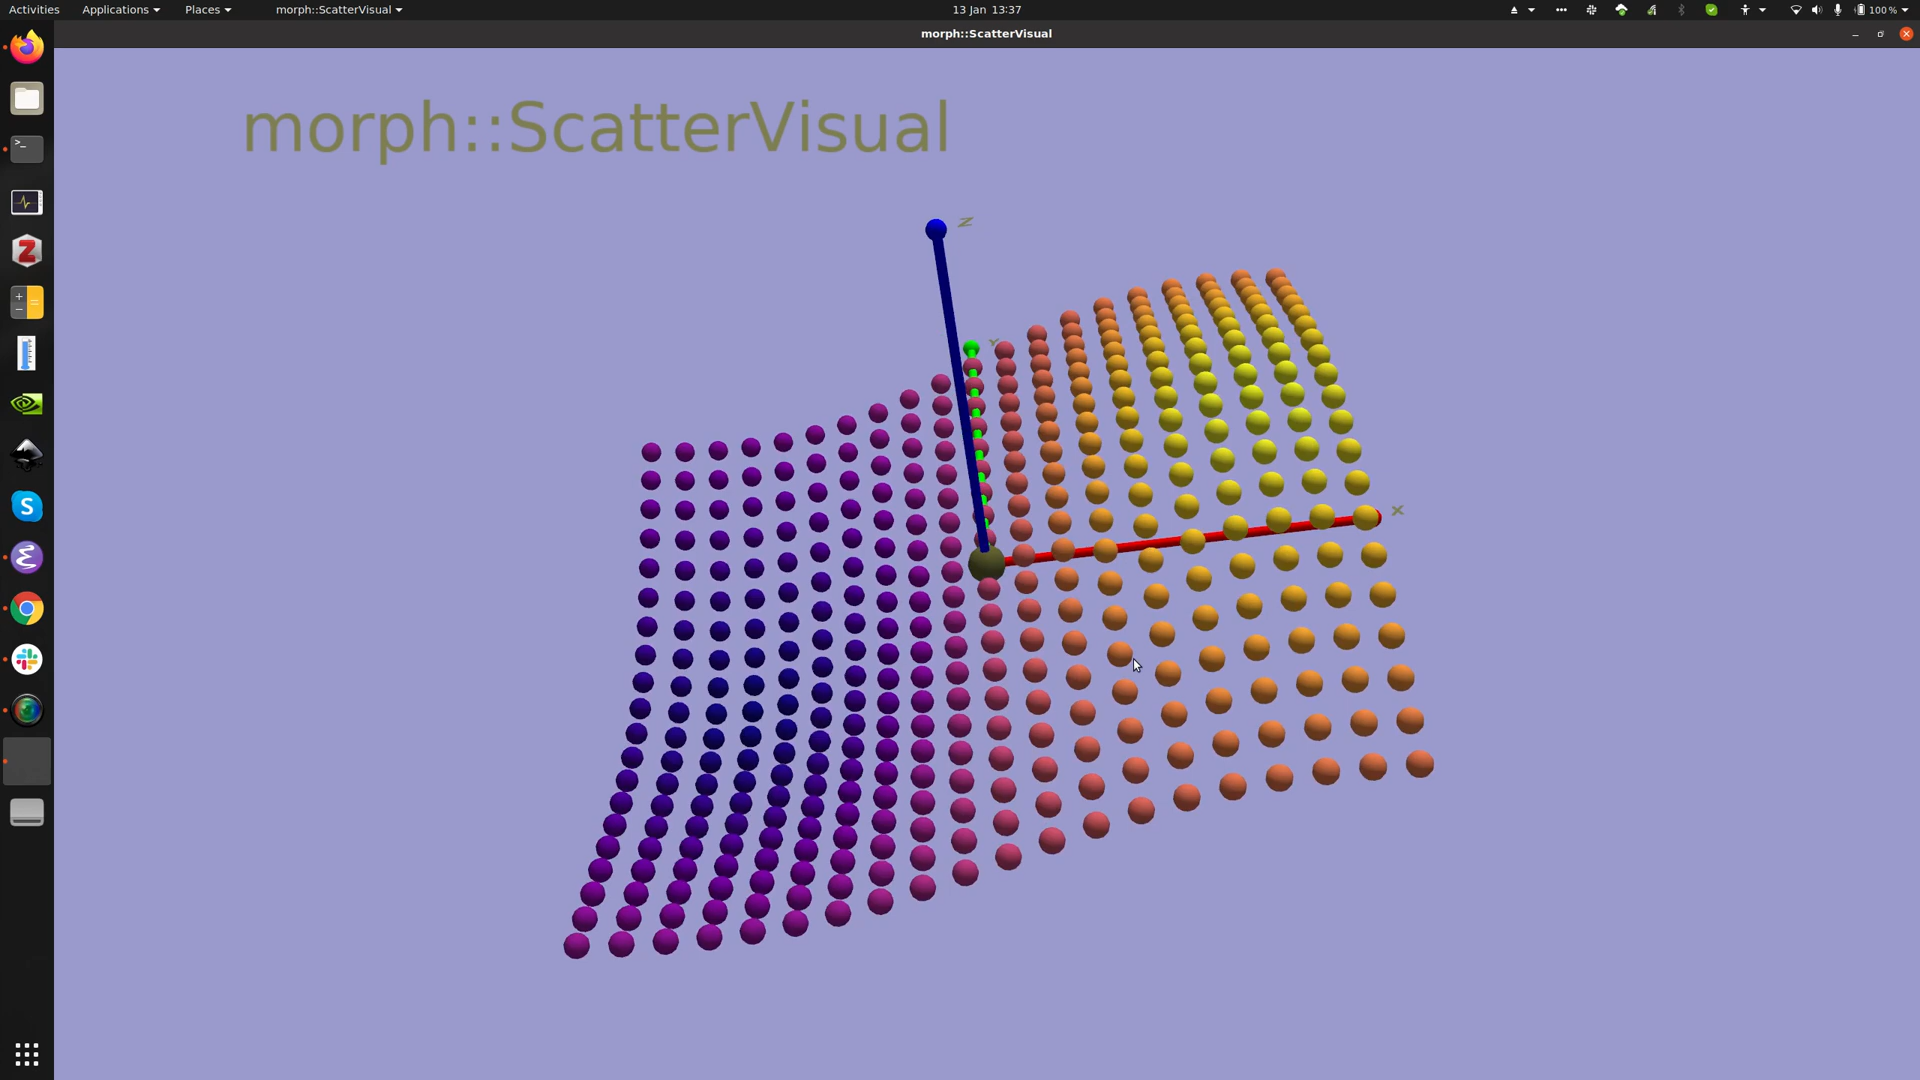 Activities Applications Places morph::ScatterVisual 13 Jan 13:37 100%
morph::ScatterVisual
morph::ScatterVisual
Z
Y
X